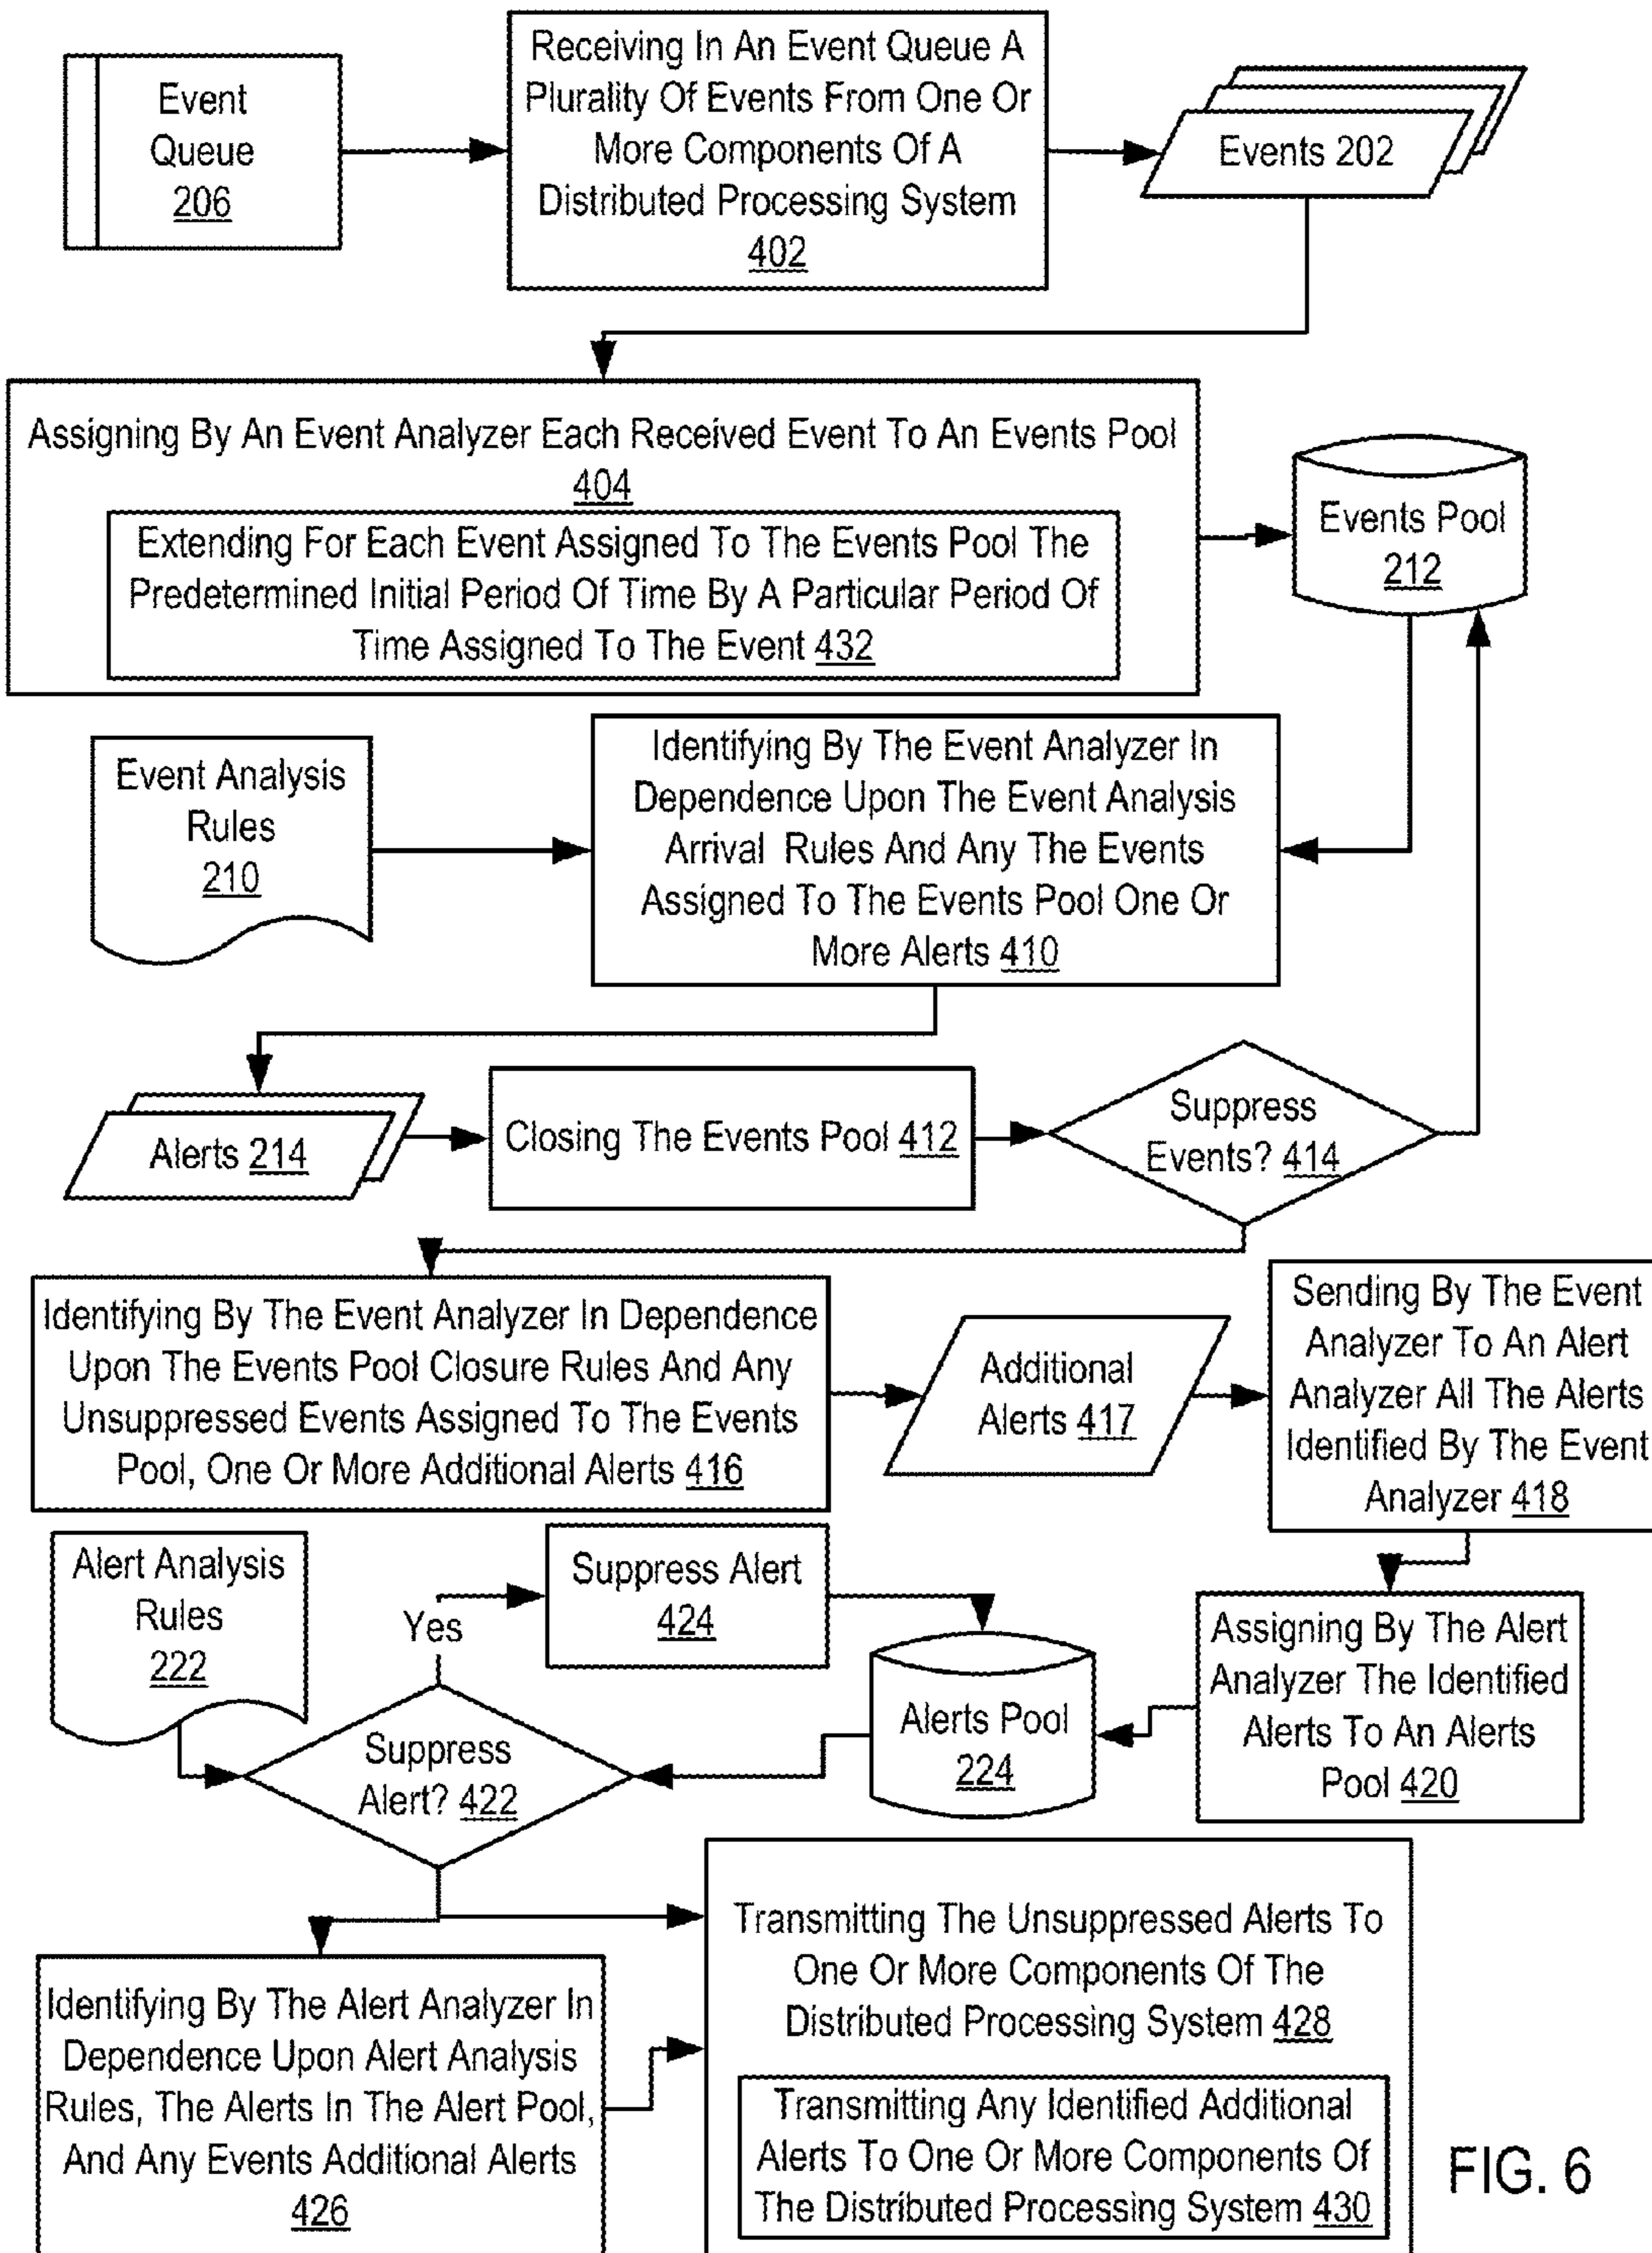 Event
Queue
206
Receiving In An Event Queue A
Plurality Of Events From One Or
More Components Of A
Distributed Processing System
402
Events 202
Assigning By An Event Analyzer Each Received Event To An Events Pool
404
Extending For Each Event Assigned To The Events Pool The
Predetermined Initial Period Of Time By A Particular Period Of
Time Assigned To The Event 432
Events Pool
212
Event Analysis
Rules
210
Identifying By The Event Analyzer In
Dependence Upon The Event Analysis
Arrival Rules And Any The Events
Assigned To The Events Pool One Or
More Alerts 410
Alerts 214
Closing The Events Pool 412
Suppress
Events? 414
Identifying By The Event Analyzer In Dependence
Upon The Events Pool Closure Rules And Any
Unsuppressed Events Assigned To The Events
Pool, One Or More Additional Alerts 416
Additional
Alerts 417
Sending By The Event
Analyzer To An Alert
Analyzer All The Alerts
Identified By The Event
Analyzer 418
Alert Analysis
Rules
222
Yes
Suppress Alert
424
Alerts Pool
224
Assigning By The Alert
Analyzer The Identified
Alerts To An Alerts
Pool 420
Suppress
Alert? 422
Identifying By The Alert Analyzer In
Dependence Upon Alert Analysis
Rules, The Alerts In The Alert Pool,
And Any Events Additional Alerts
426
Transmitting The Unsuppressed Alerts To
One Or More Components Of The
Distributed Processing System 428
Transmitting Any Identified Additional
Alerts To One Or More Components Of
The Distributed Processing System 430
FIG. 6